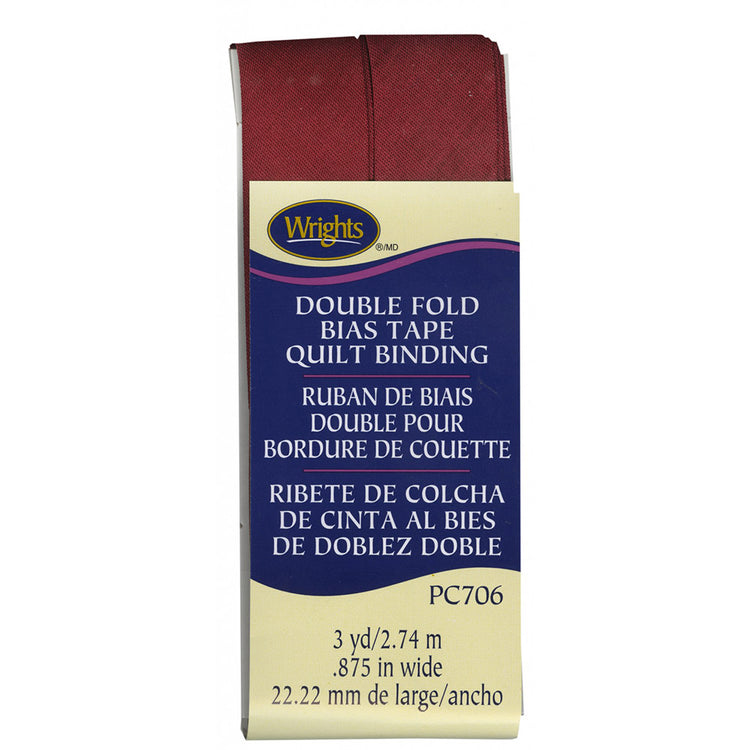 Wrights
®/MD
DOUBLE FOLD
BIAS TAPE
QUILT BINDING
RUBAN DE BIAIS
DOUBLE POUR
BORDURE DE COUETTE
RIBETE DE COLCHA
DE CINTA AL BIES
DE DOBLEZ DOBLE
PC706
3 yd/2.74 m
.875 in wide
22.22 mm de large/ancho